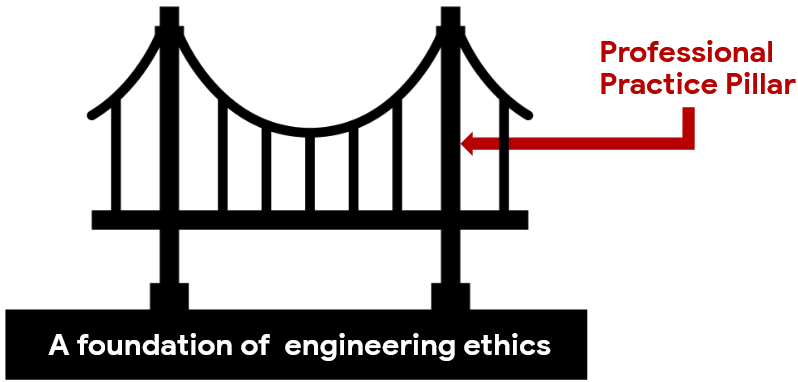 Professional
Practice Pillar
A foundation of  engineering ethics